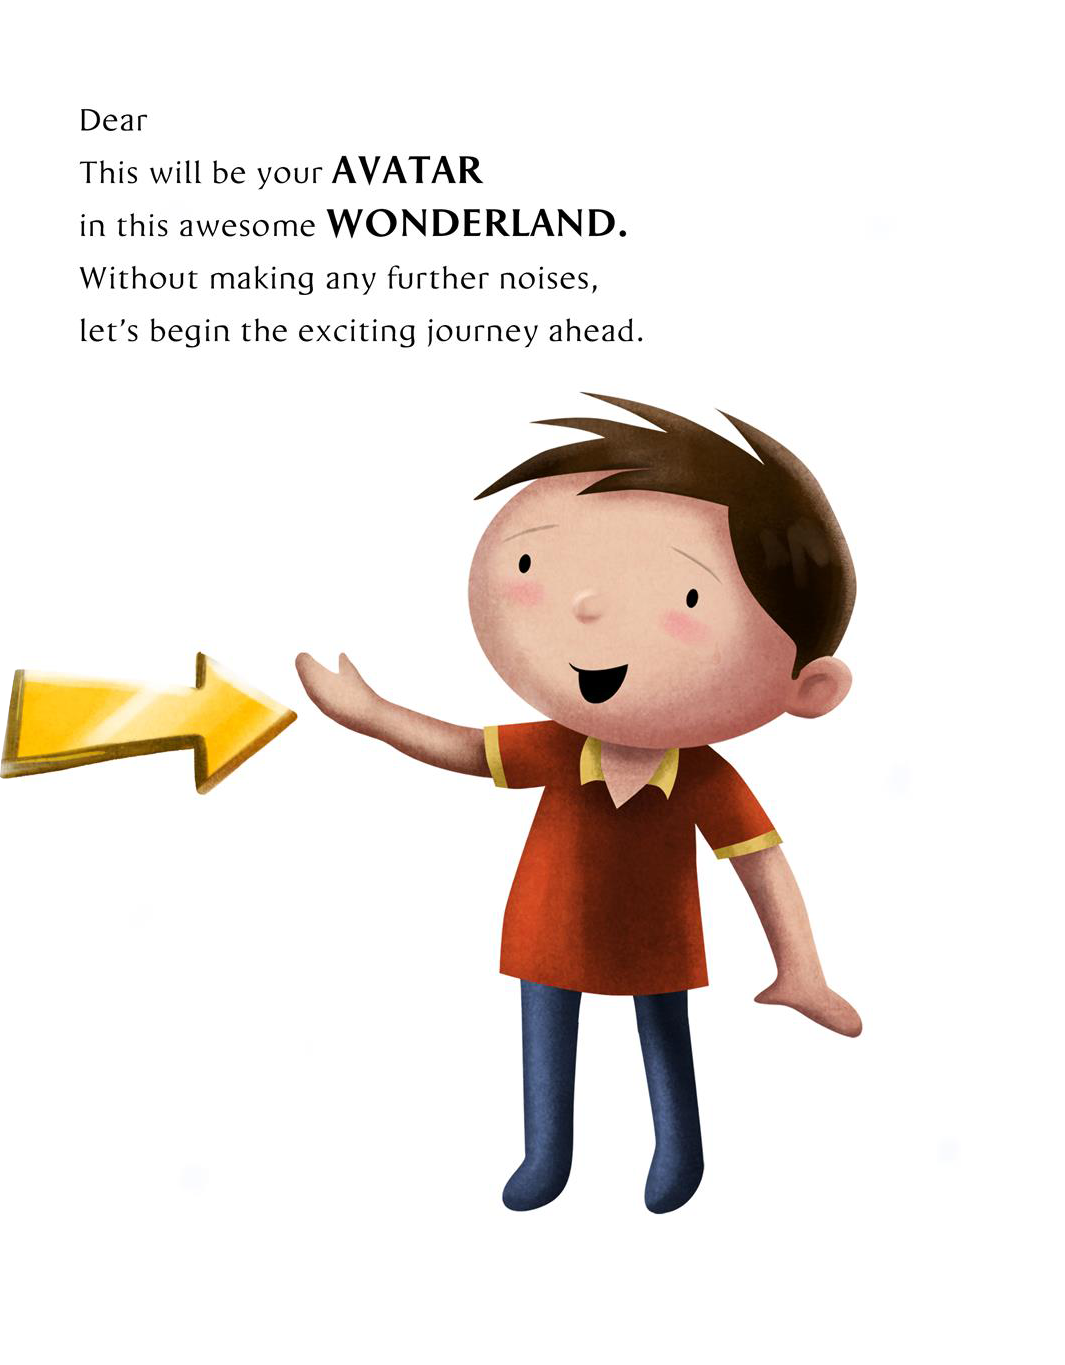 Dear
This will be your AVATAR
in this awesome WONDERLAND.
Without making any further noises,
let’s begin the exciting journey ahead.